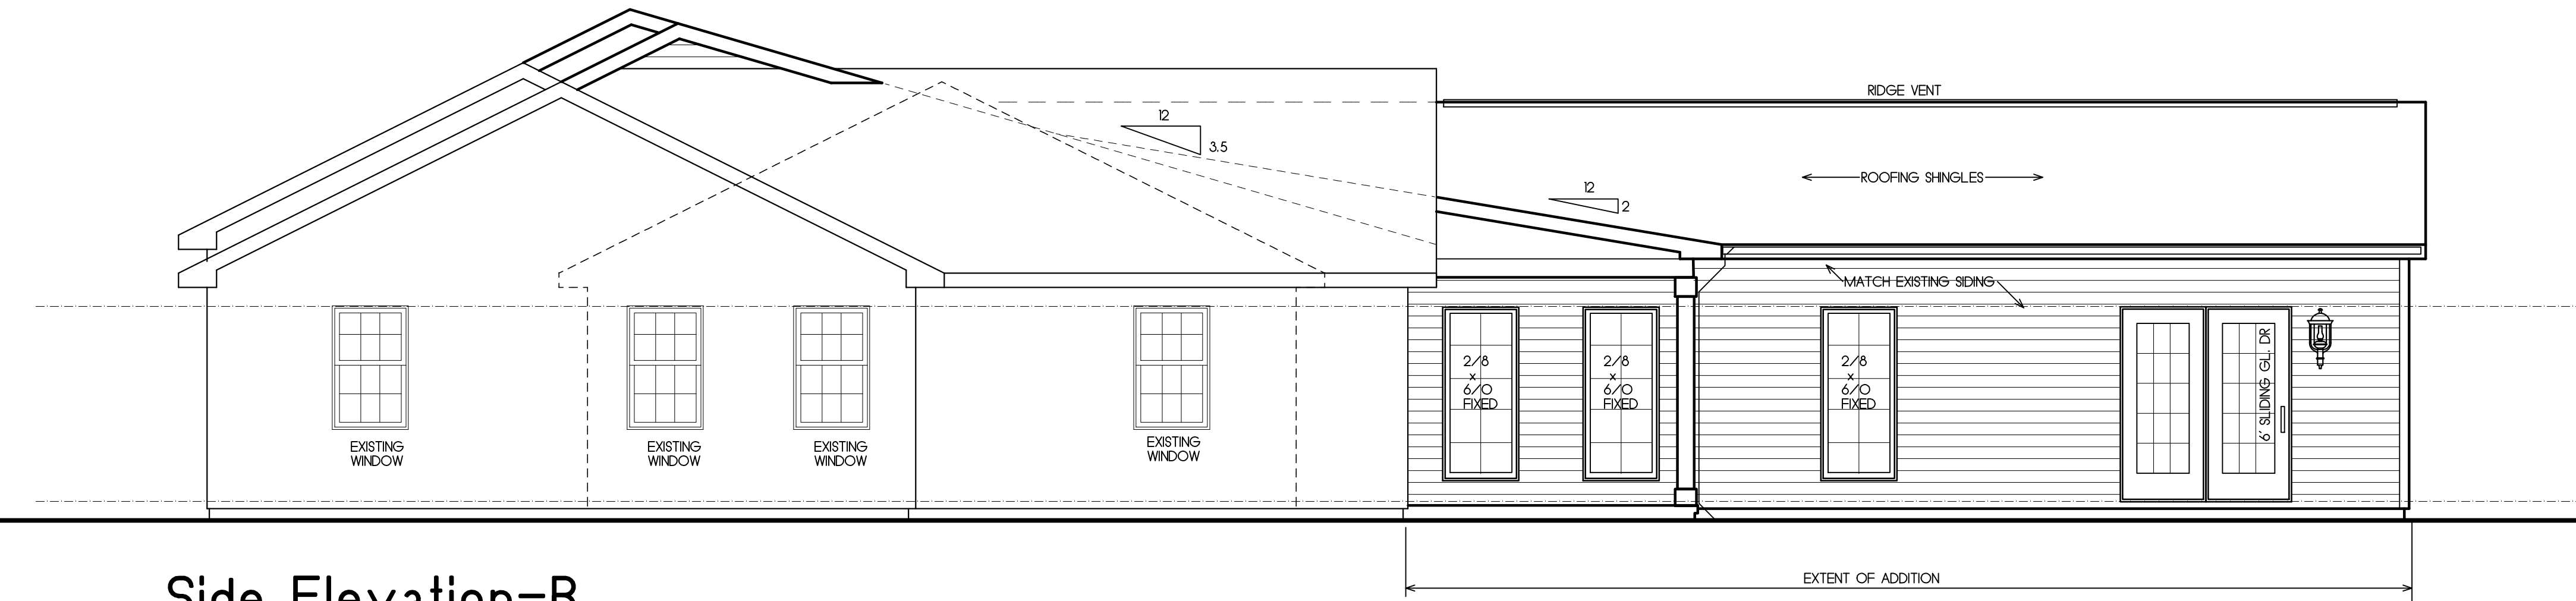 RIDGE VENT
12
3.5
ROOFING SHINGLES
12
2
MATCH EXISTING SIDING
2/8
x
6/0
FIXED
2/8
x
6/0
FIXED
2/8
x
6/0
FIXED
6' SLIDING GL. DR
EXISTING
WINDOW
EXISTING
WINDOW
EXISTING
WINDOW
EXISTING
WINDOW
EXTENT OF ADDITION
Side Elevation-B